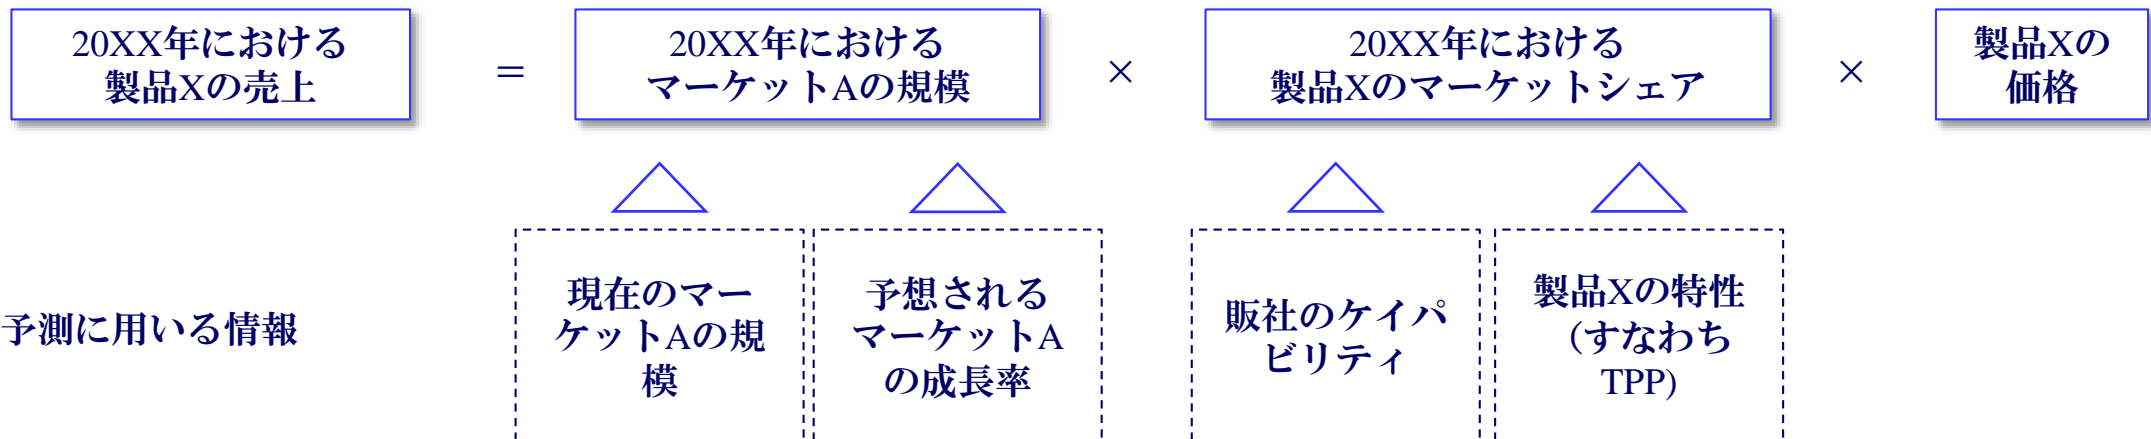 20XX年における
製品Xの売上
=
20XX年における
マーケットAの規模
×
20XX年における
製品Xのマーケットシェア
×
製品Xの
価格
予測に用いる情報
現在のマー
ケットAの規
模
予想される
マーケットA
の成長率
販社のケイパ
ビリティ
製品Xの特性
（すなわち
TPP)